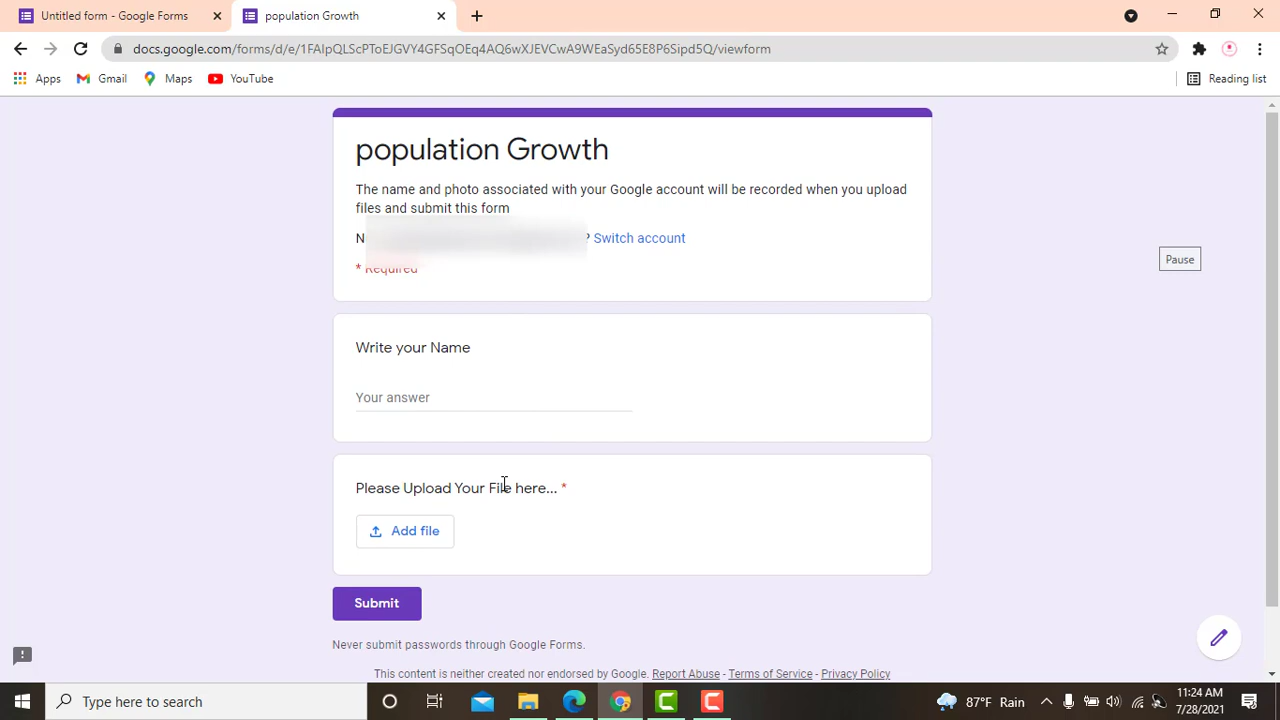 Untitled form - Google Forms
population Growth
docs.google.com/forms/d/e/1FAIpQLScPToEJGVY4GFSqOEq4AQ6wXJEVCwA9WEaSyd65E8P6Sipd5Q/viewform
Apps
Gmail
Maps
YouTube
Reading list
population Growth
The name and photo associated with your Google account will be recorded when you upload
files and submit this form
? Switch account
* Required
Pause
Write your Name
Your answer
Please Upload Your File here... *
Add file
Submit
Never submit passwords through Google Forms.
This content is neither created nor endorsed by Google. Report Abuse - Terms of Service - Privacy Policy
Type here to search
87°F Rain
11:24 AM
7/28/2021